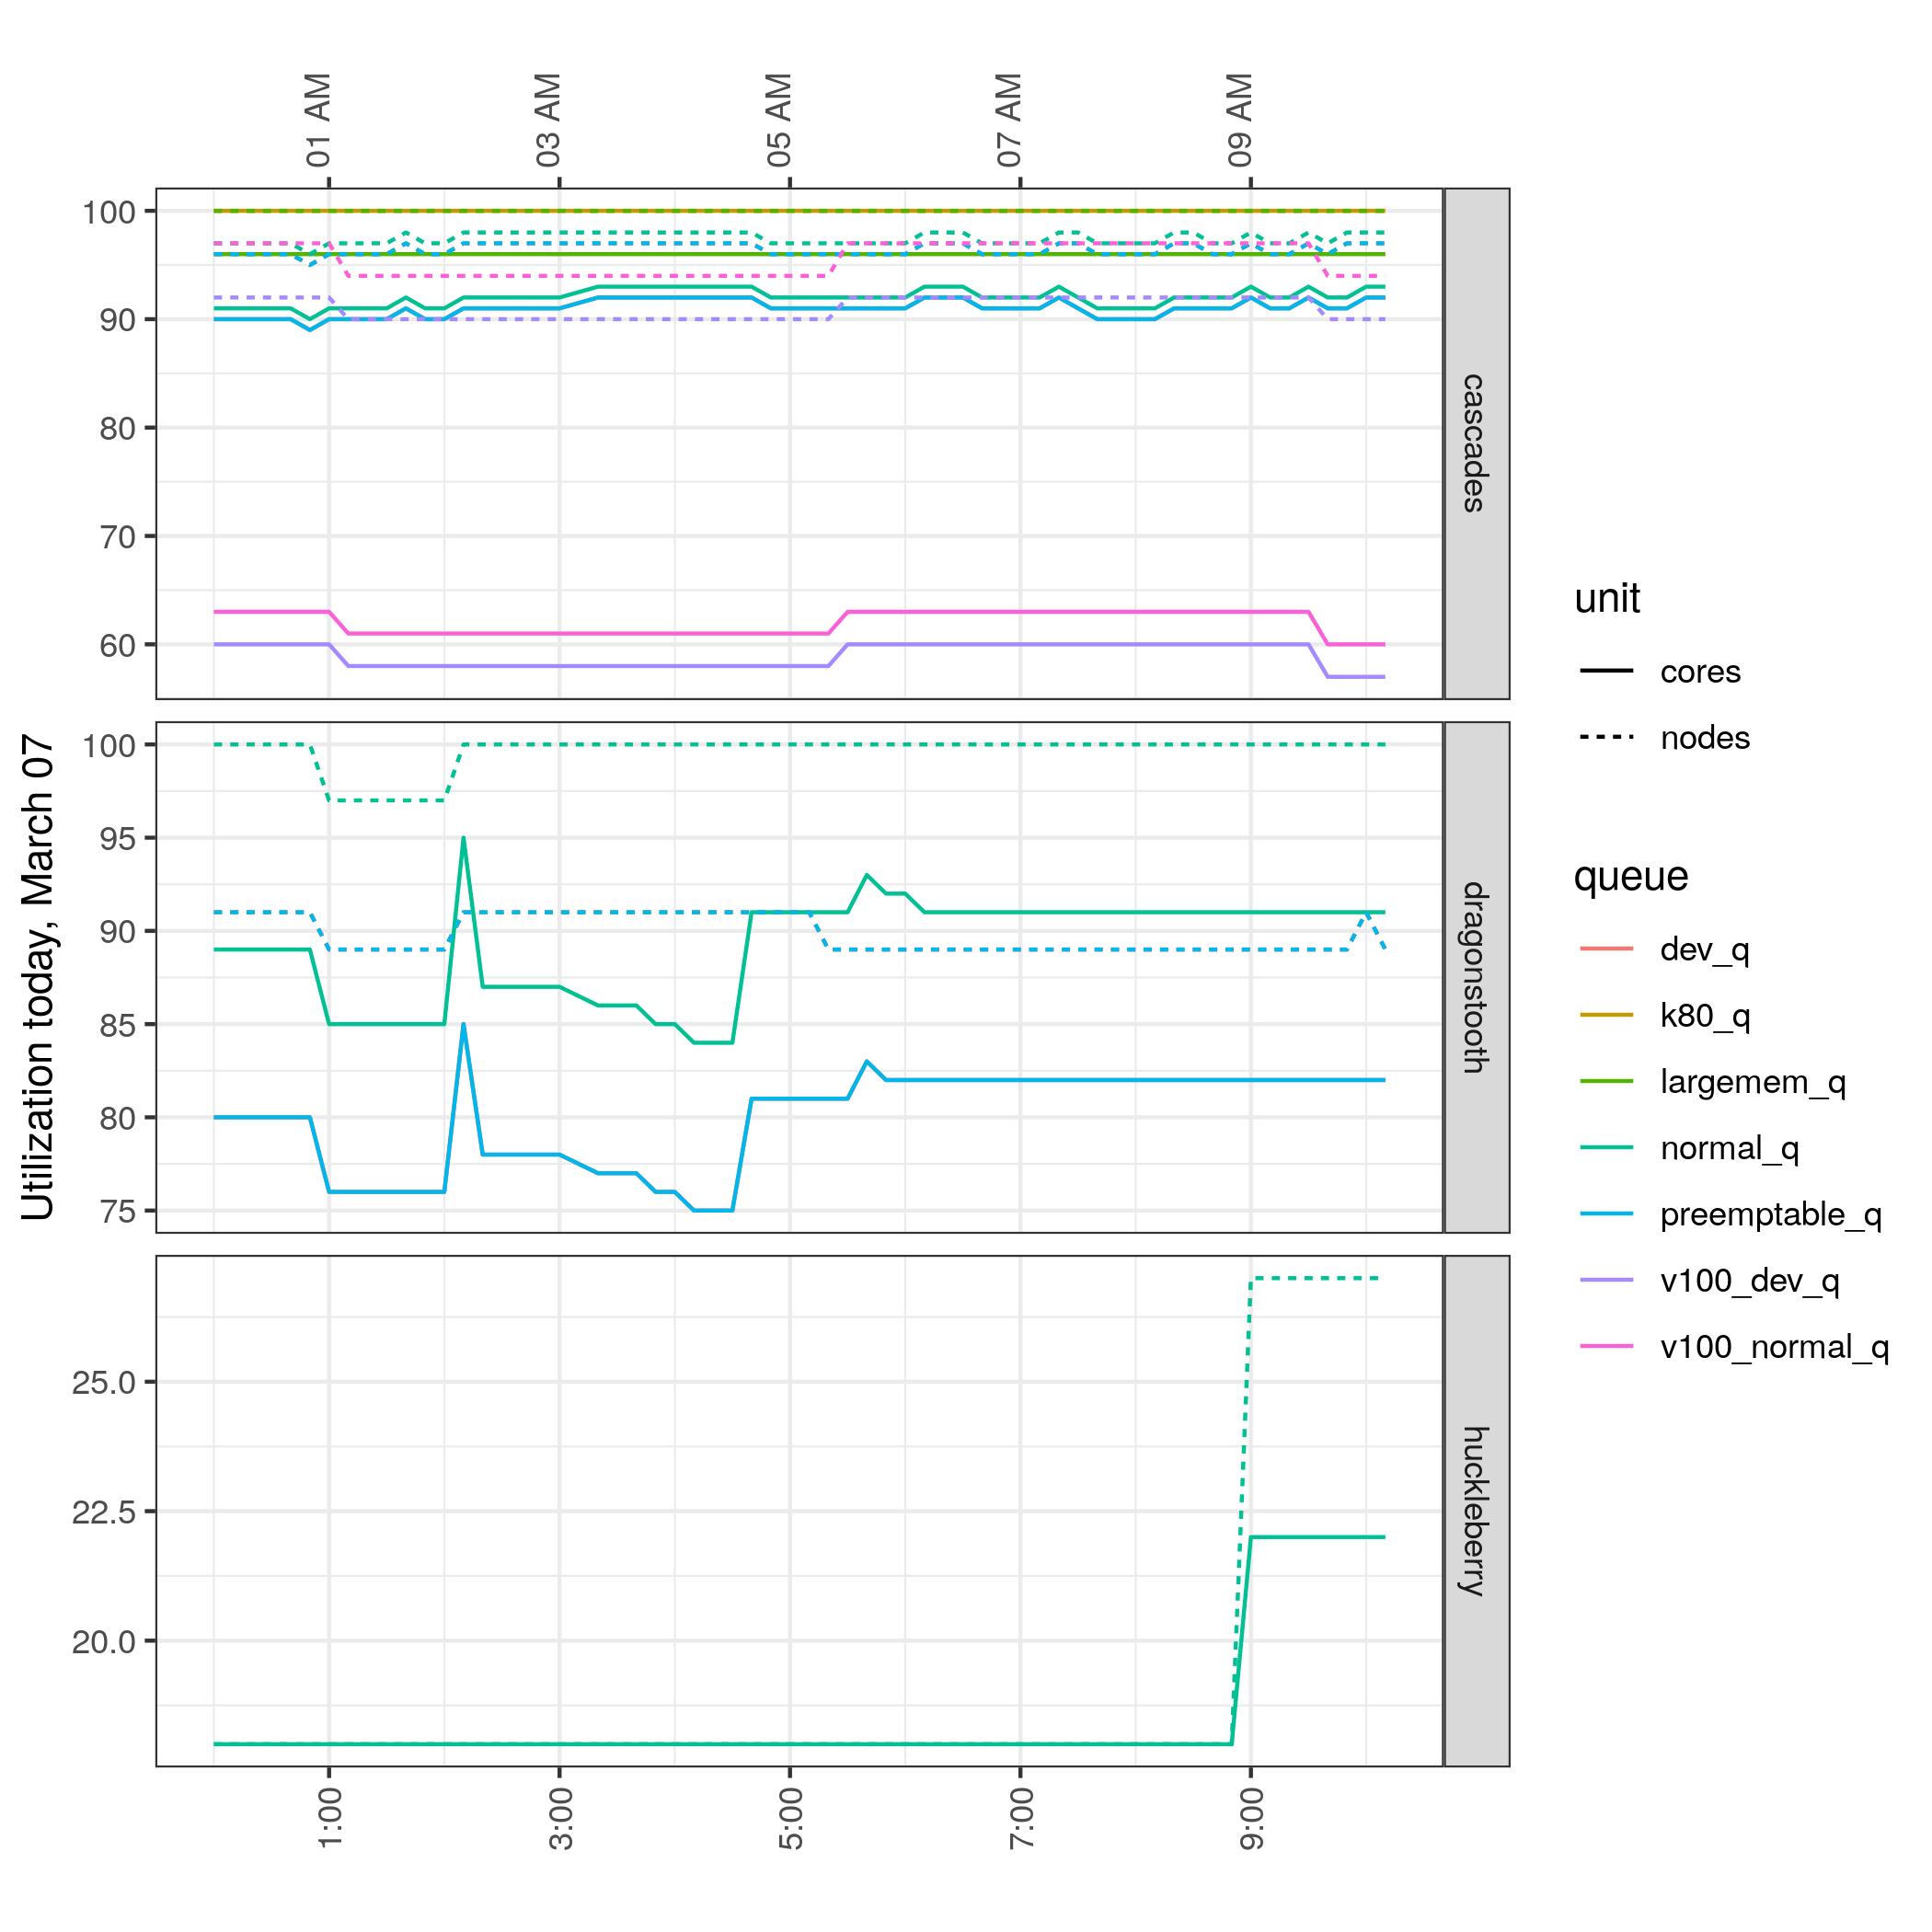 01 AM
03 AM
05 AM
07 AM
09 AM
Utilization today, March 07
100
90
80
70
60
cascades
100
95
90
85
80
75
dragonstooth
25.0
22.5
20.0
huckleberry
1:00
3:00
5:00
7:00
9:00
unit
cores
nodes
queue
dev_q
k80_q
largemem_q
normal_q
preemptable_q
v100_dev_q
v100_normal_q